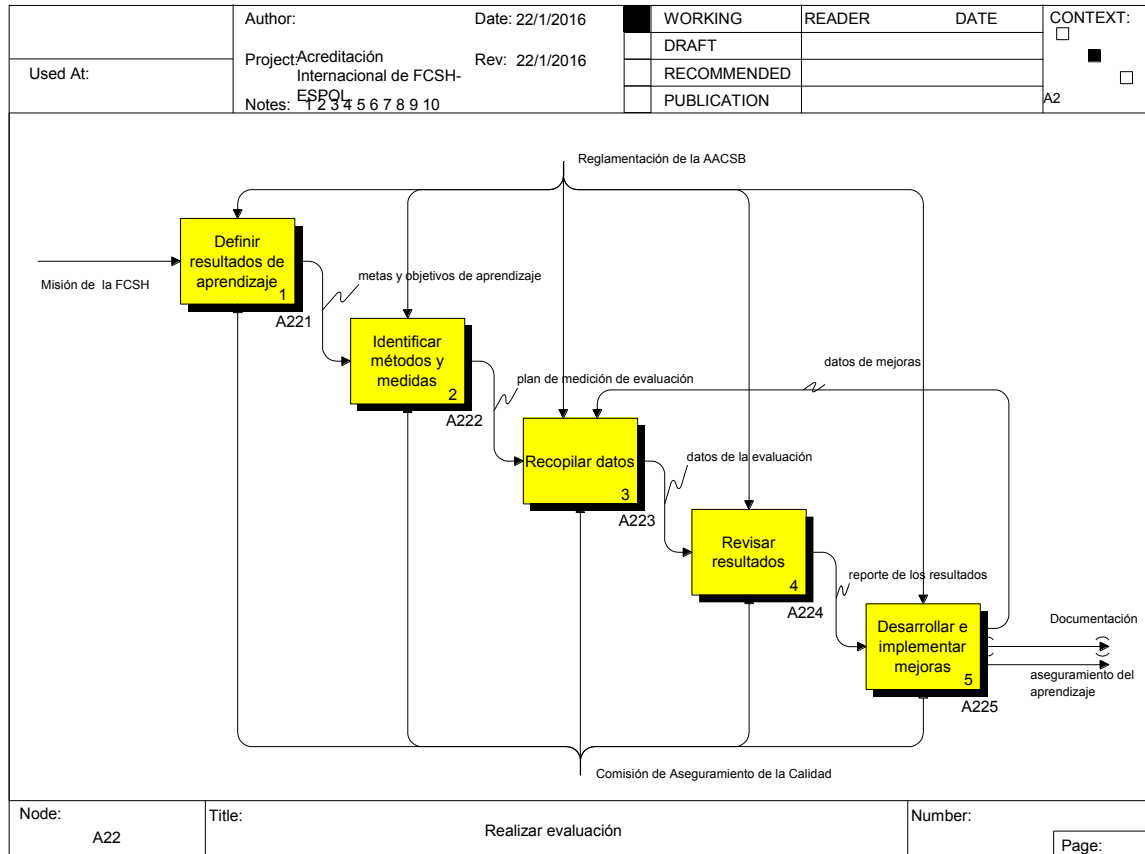 Used At:
Author:
Date: 22/1/2016
Project: Acreditación
Internacional de FCSH-
ESPOL
Rev: 22/1/2016
Notes: 1 2 3 4 5 6 7 8 9 10
WORKING
DRAFT
RECOMMENDED
PUBLICATION
READER
DATE
CONTEXT:
A2
Reglamentación de la AACSB
Misión de la FCSH
Definir
resultados de
aprendizaje
1
A221
metas y objetivos de aprendizaje
Identificar
métodos y
medidas
2
A222
plan de medición de evaluación
datos de mejoras
Recopilar datos
3
A223
datos de la evaluación
Revisar
resultados
4
A224
reporte de los resultados
Desarrollar e
implementar
mejoras
5
A225
Documentación
aseguramiento del
aprendizaje
Comisión de Aseguramiento de la Calidad
Node:
A22
Title:
Realizar evaluación
Number:
Page: